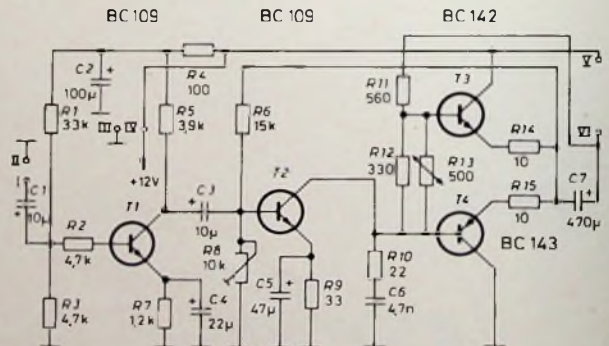 BC 109
BC 109
BC 142
C2 +
100µ
R4
100
R1
33k
III
IV
R5
3,9k
R6
15k
R11
560
T3
V
VI
II
I
C1
+
10µ
+12V
R14
10
R2
4,7k
T1
C3
10µ
T2
R12
330
R13
500
R15
10
C7
+
470µ
T4
BC 143
R8
10k
R10
22
R3
4,7k
R7
1,2k
+
C4
22µ
C5 +
47µ
R9
33
C6
4,7n